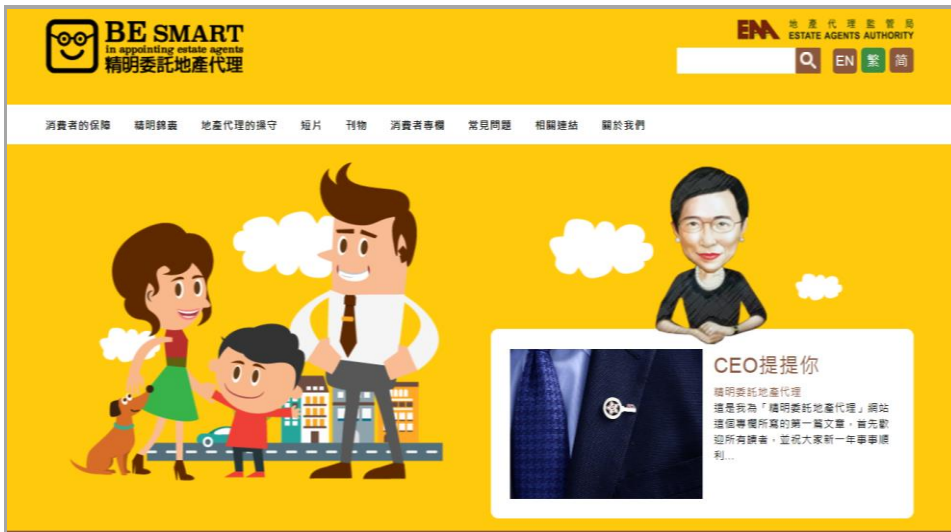 BE SMART
in appointing estate agents
精明委託地產代理
EAA
地產代理監管局
ESTATE AGENTS AUTHORITY
EN 繁 简
消費者的保障 精明錦囊 地產代理的操守 短片 刊物 消費者專欄 常見問題 相關連結 關於我們
CEO提提你
精明委託地產代理
這是我為「精明委託地產代理」網站
這個專欄所寫的第一篇文章，首先歡
迎所有讀者，並祝大家新一年事事順
利...